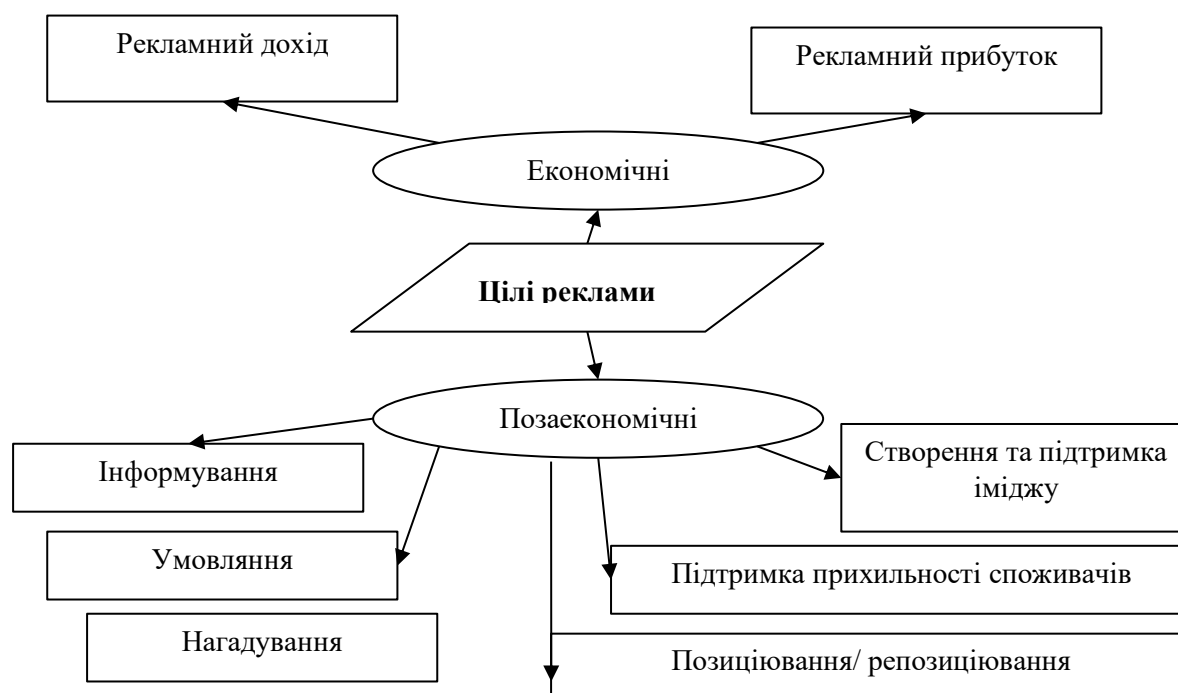 Рекламний дохід
Рекламний прибуток
Економічні
Цілі реклами
Позаекономічні
Інформування
Створення та підтримка
іміджу
Умовляння
Підтримка прихильності споживачів
Нагадування
Позиціювання/ репозиціювання